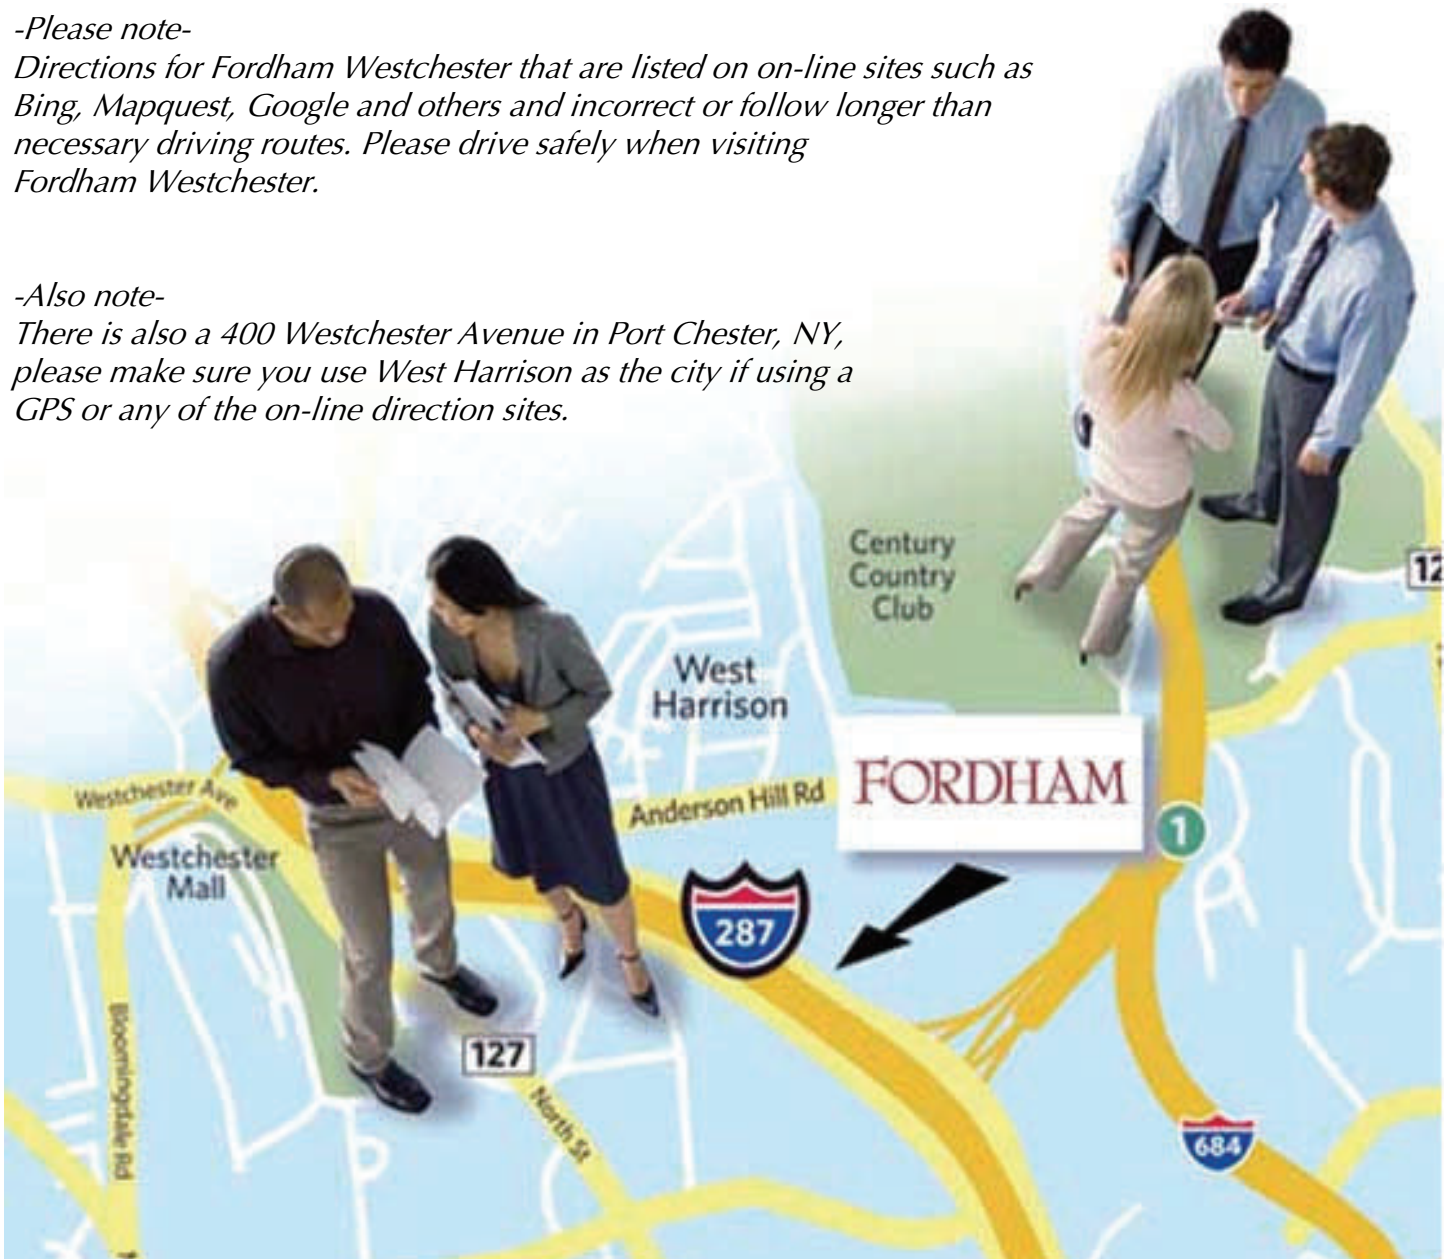 -Please note-
Directions for Fordham Westchester that are listed on on-line sites such as
Bing, Mapquest, Google and others and incorrect or follow longer than
necessary driving routes. Please drive safely when visiting
Fordham Westchester.
-Also note-
There is also a 400 Westchester Avenue in Port Chester, NY,
please make sure you use West Harrison as the city if using a
GPS or any of the on-line direction sites.
Century
Country
Club
12
West
Harrison
Westchester Ave
Anderson Hill Rd
FORDHAM
1
Westchester
Mall
287
127
Bloomingdale Rd
North St
684